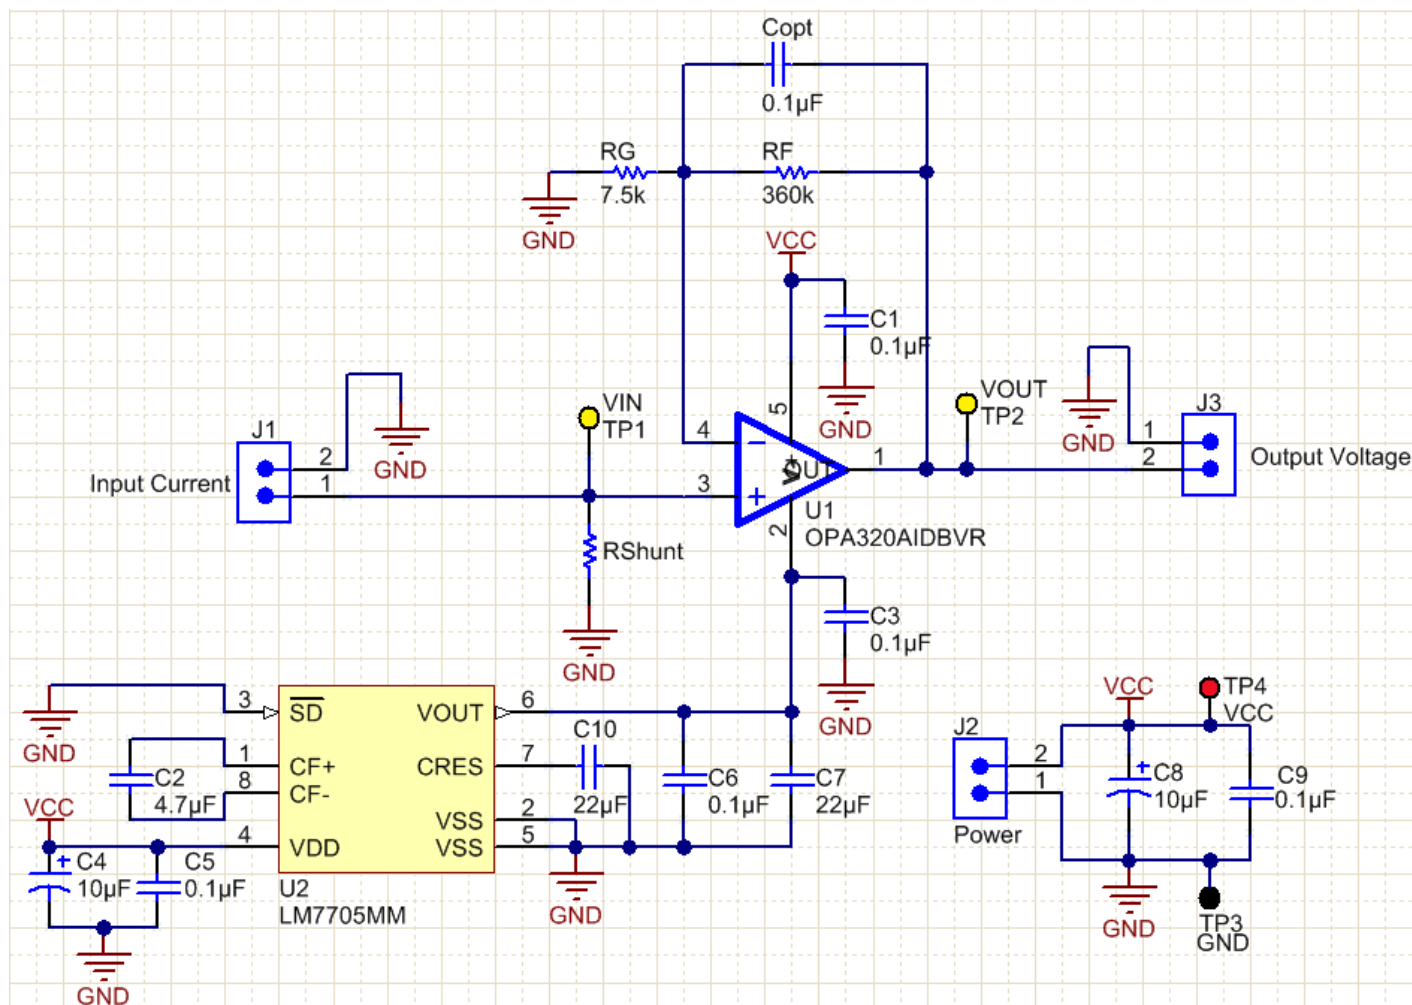 Copt
0.1µF
RG
7.5k
RF
360k
GND
VCC
C1
0.1µF
GND
5
VIN
TP1
VOUT
TP2
J1
2
1
Input Current
GND
4
3
1
OUT
V+
2
U1
OPA320AIDBVR
GND
J3
1
2
Output Voltage
RShunt
GND
C3
0.1µF
GND
3
SD
VOUT
6
1
CF+
CRES
7
8
CF-
VSS
2
4
VDD
VSS
5
C2
4.7µF
GND
VCC
C4
10µF
C5
0.1µF
GND
U2
LM7705MM
C10
22µF
C6
0.1µF
C7
22µF
GND
VCC
TP4
VCC
J2
2
1
Power
C8
10µF
C9
0.1µF
GND
TP3
GND